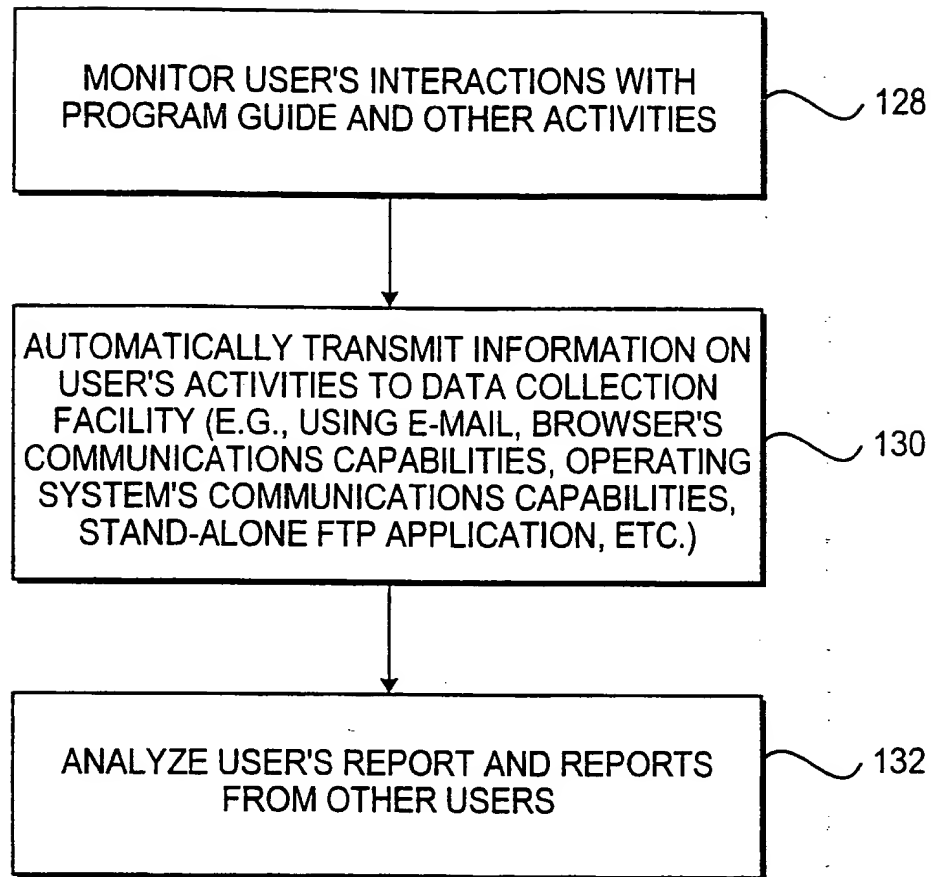 MONITOR USER'S INTERACTIONS WITH
PROGRAM GUIDE AND OTHER ACTIVITIES
128
AUTOMATICALLY TRANSMIT INFORMATION ON
USER'S ACTIVITIES TO DATA COLLECTION
FACILITY (E.G., USING E-MAIL, BROWSER'S
COMMUNICATIONS CAPABILITIES, OPERATING
SYSTEM'S COMMUNICATIONS CAPABILITIES,
STAND-ALONE FTP APPLICATION, ETC.)
130
ANALYZE USER'S REPORT AND REPORTS
FROM OTHER USERS
132